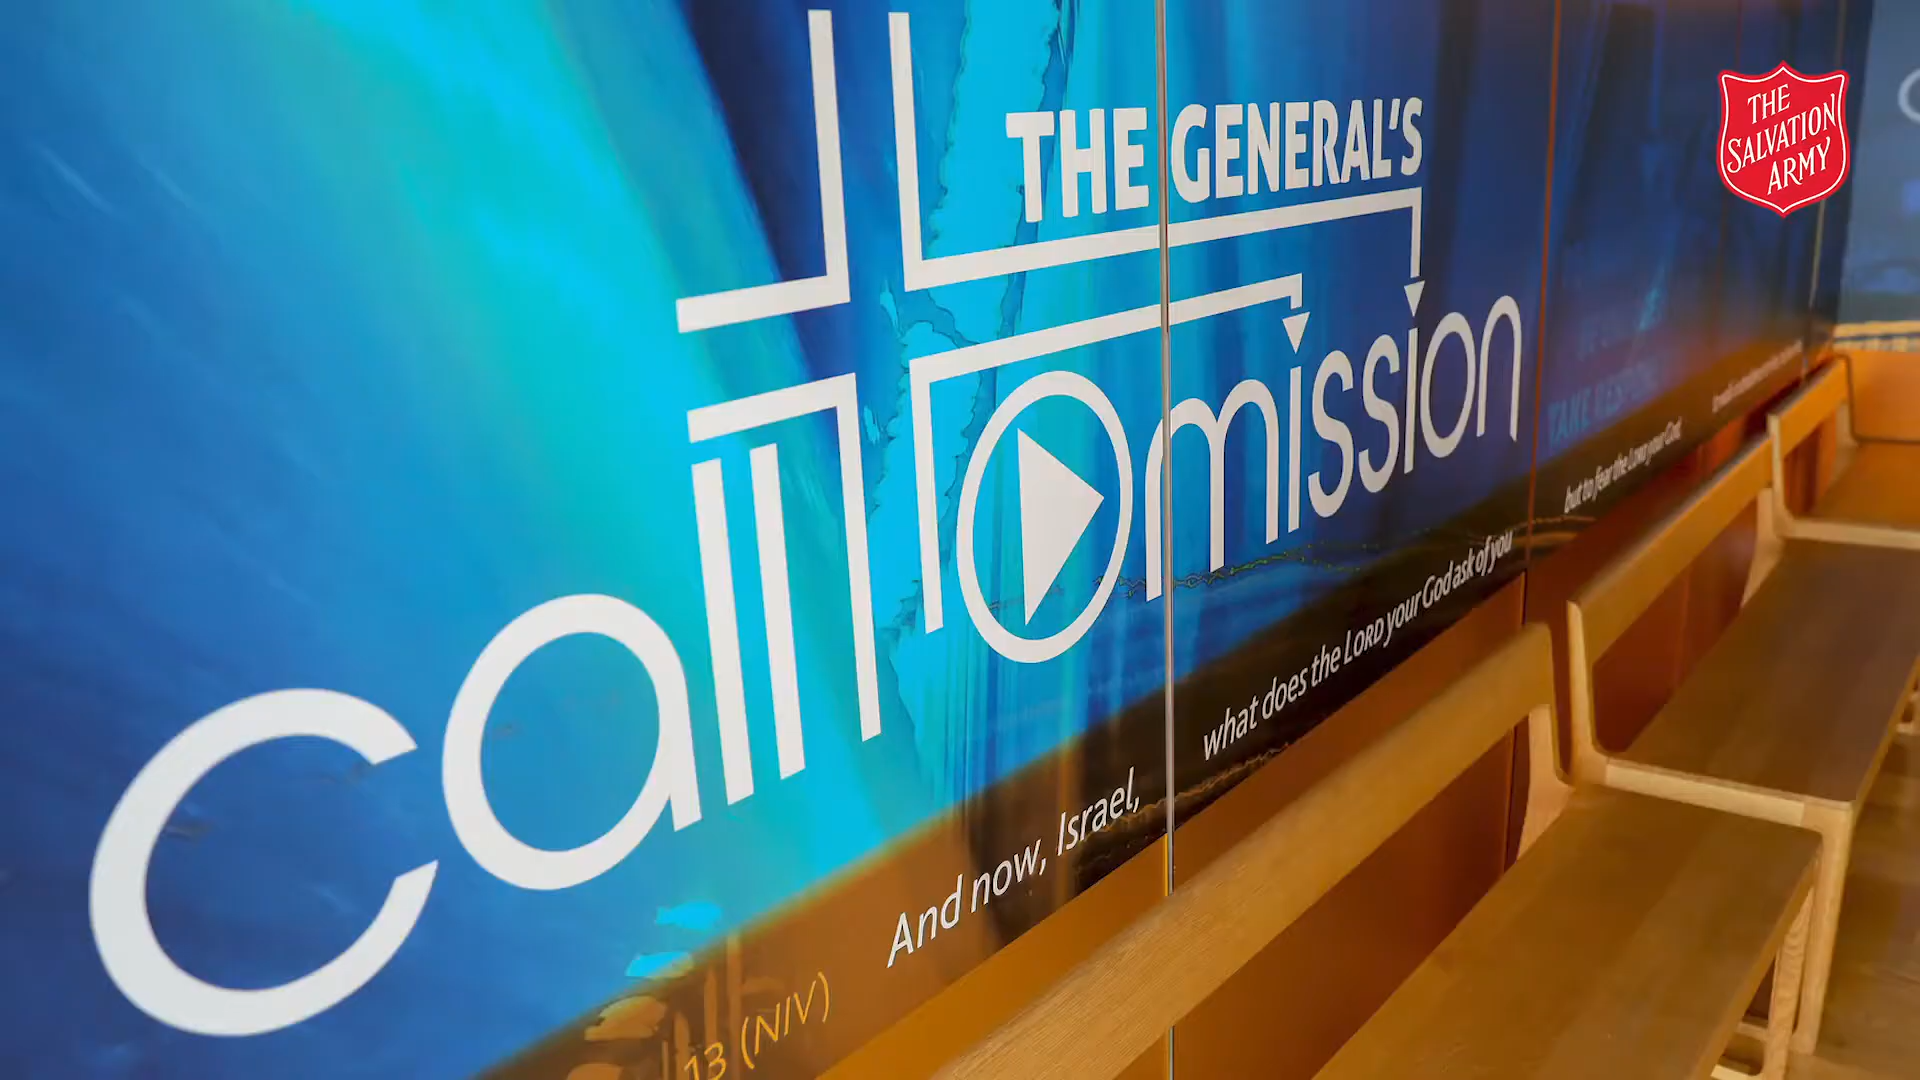 THE GENERAL'S
call to mission
THE
SALVATION
ARMY
And now, Israel,
what does the LORD your God ask of you
but to fear the LORD your God,
13 (NIV)